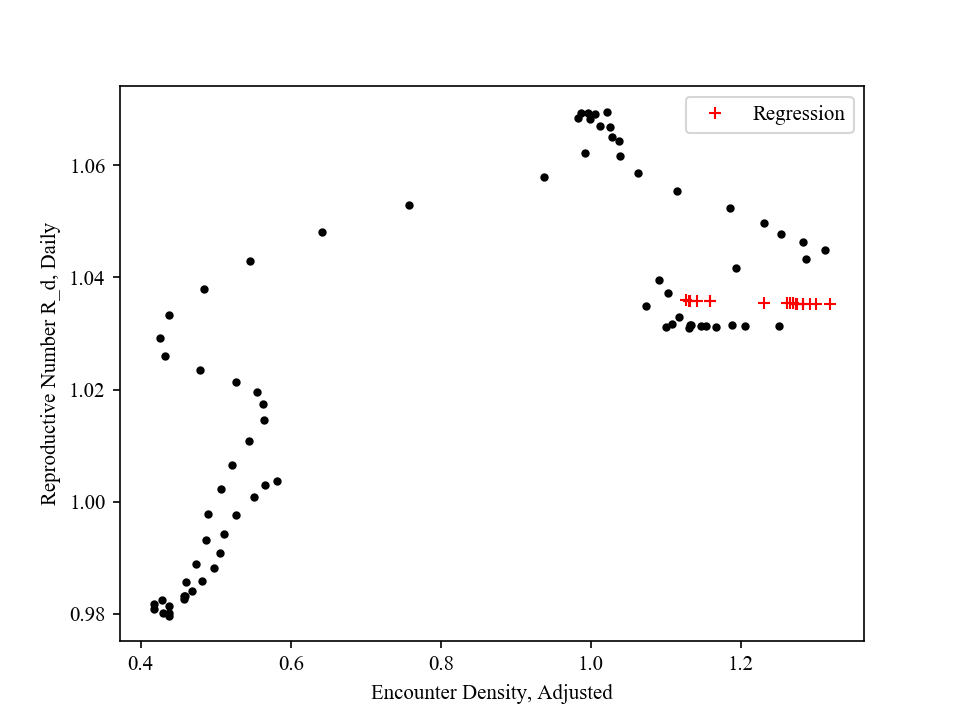 Regression
1.06
1.04
1.02
1.00
0.98
Reproductive Number R_d, Daily
0.4 0.6 0.8 1.0 1.2
Encounter Density, Adjusted